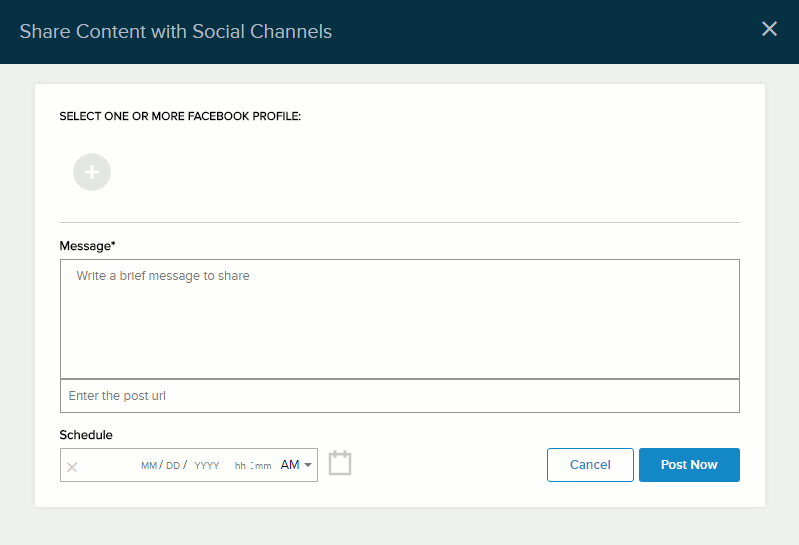 Share Content with Social Channels
SELECT ONE OR MORE FACEBOOK PROFILE:
Message*
Write a brief message to share
Enter the post url
Schedule
MM/ DD / YYYY hh :mm AM
Cancel
Post Now